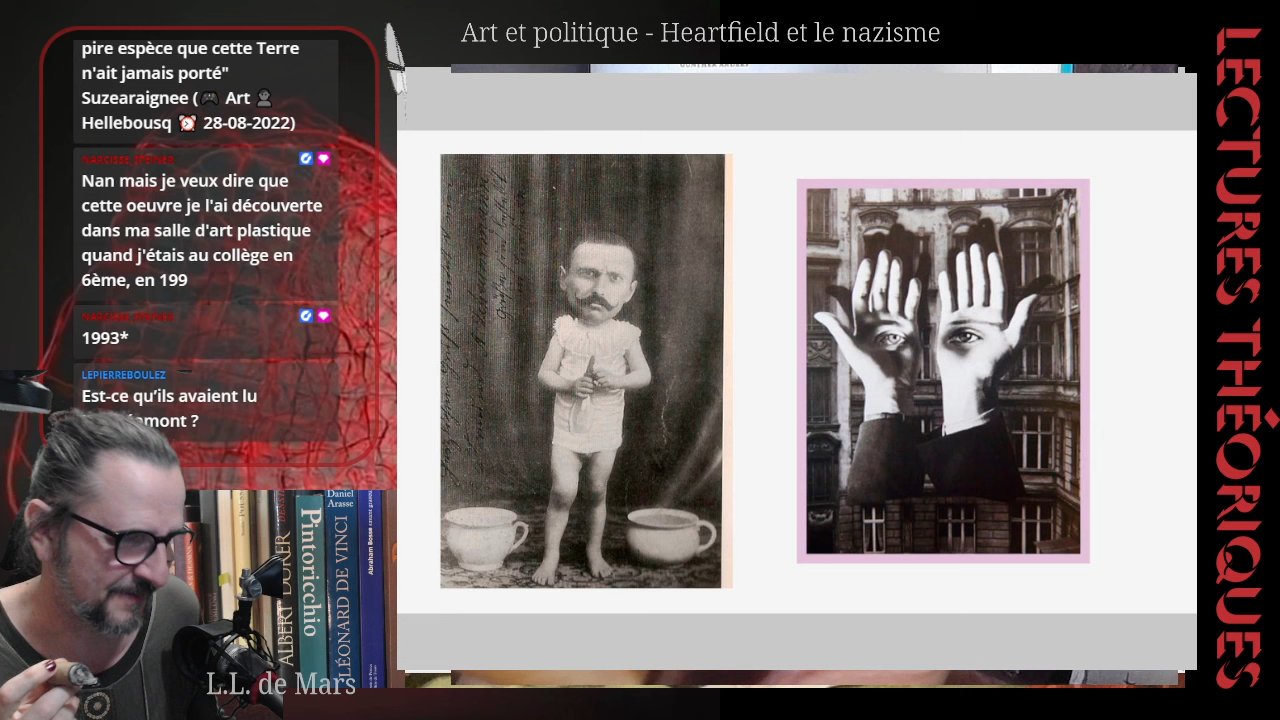 Art et politique - Heartfield et le nazisme
pire espèce que cette Terre
n'ait jamais porté"
Suzearaignee (🎮 Art 👤
Hellebousq ⏰ 28-08-2022)
Nan mais je veux dire que
cette oeuvre je l'ai découverte
dans ma salle d'art plastique
quand j'étais au collège en
6ème, en 199
1993*
LEPIERREBOULEZ
Est-ce qu'ils avaient lu
ALBERT DÜRER
Pintoricchio
Daniel
Arasse
LÉONARD DE VINCI
Abraham Bosse
L.L. de Mars
LECTURES THÉORIQUES